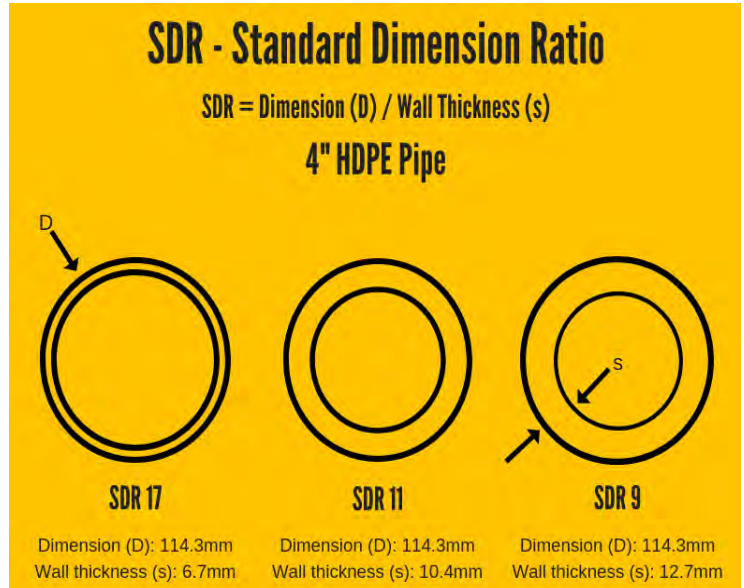 SDR - Standard Dimension Ratio
SDR = Dimension (D) / Wall Thickness (s)
4" HDPE Pipe
D
s
SDR 17
SDR 11
SDR 9
Dimension (D): 114.3mm
Wall thickness (s): 6.7mm
Dimension (D): 114.3mm
Wall thickness (s): 10.4mm
Dimension (D): 114.3mm
Wall thickness (s): 12.7mm